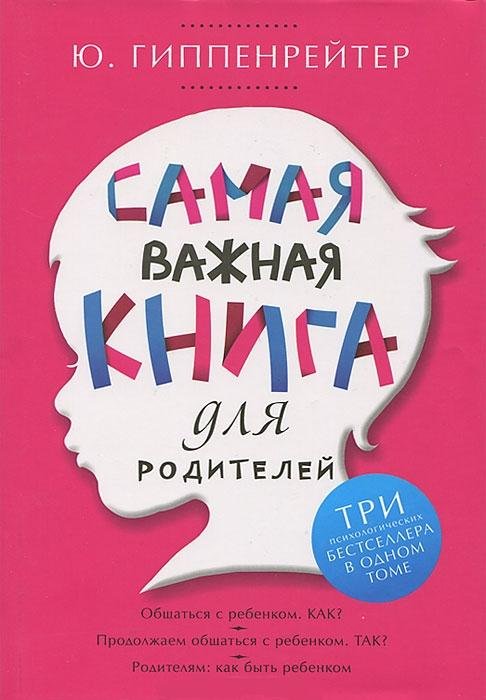 Ю. ГИППЕНРЕЙТЕР
САМАЯ
ВАЖНАЯ
КНИГА
для
РОДИТЕЛЕЙ
ТРИ
психологических
БЕСТСЕЛЛЕРА
В ОДНОМ
ТОМЕ
Общаться с ребенком. КАК?
Продолжаем общаться с ребенком. ТАК?
Родителям: как быть ребенком